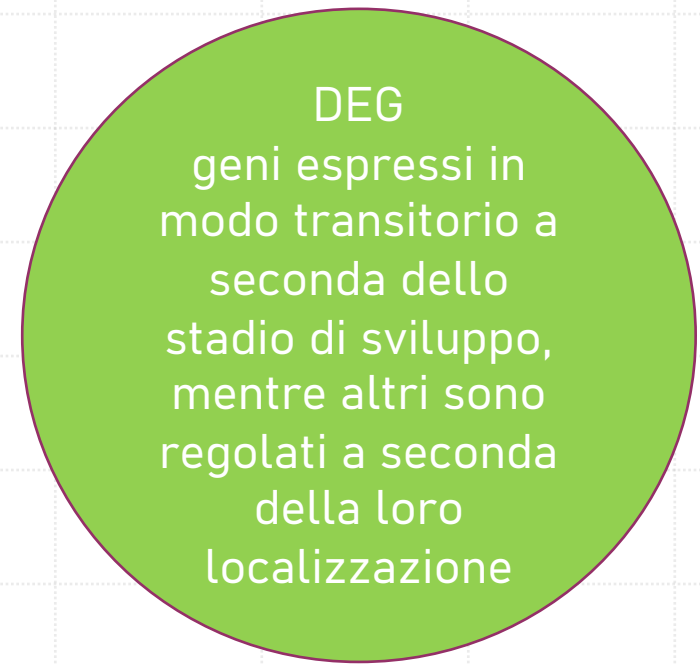 DEG
geni espressi in
modo transitorio a
seconda dello
stadio di sviluppo,
mentre altri sono
regolati a seconda
della loro
localizzazione